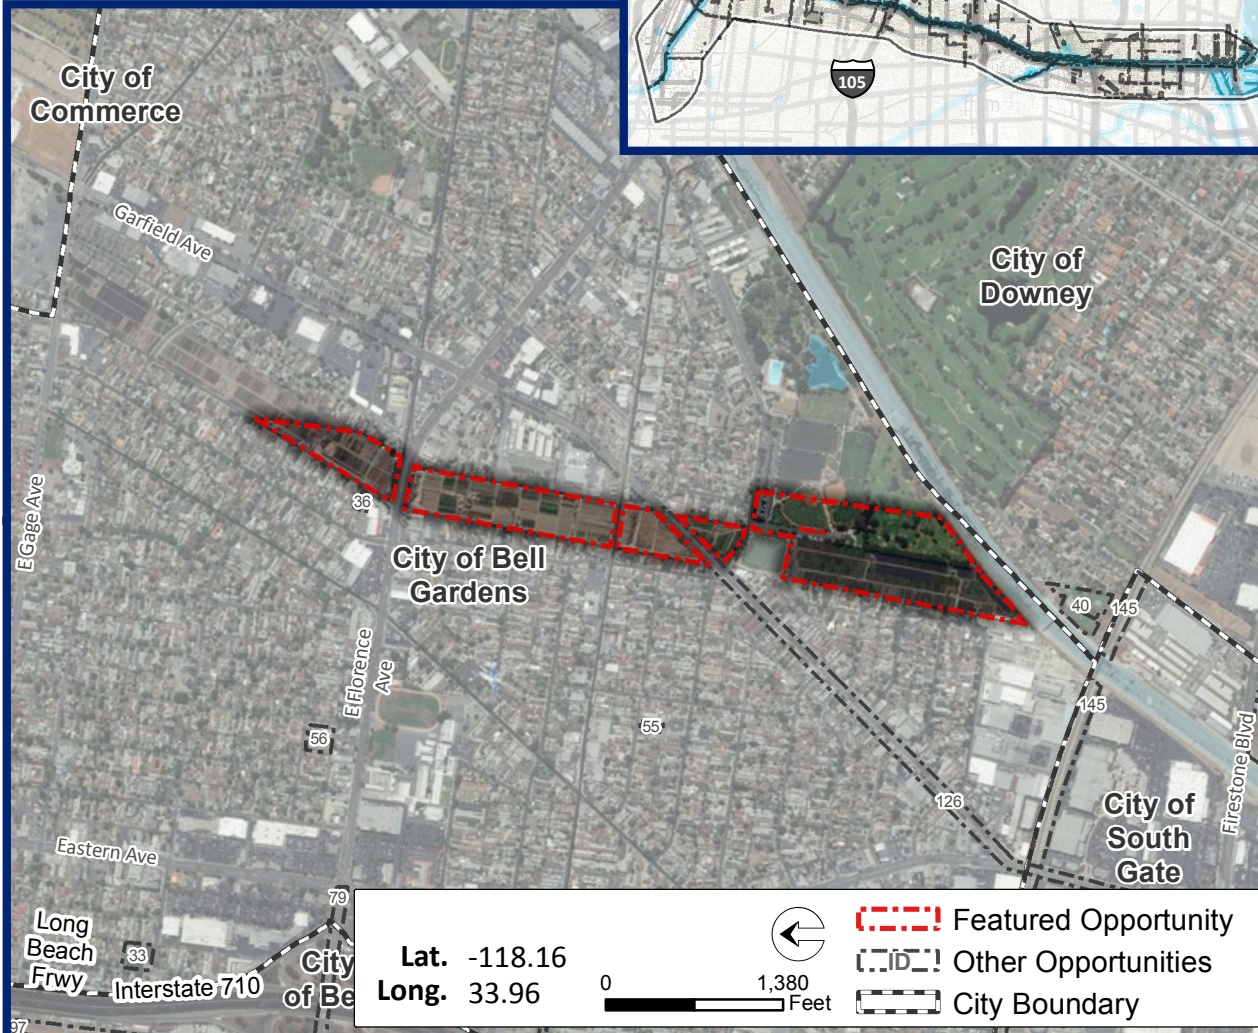 105
City of
Commerce
Garfield Ave
City of
Downey
E Gage Ave
36
City of Bell
Gardens
40
145
E Florence
Ave
145
56
55
Firestone Blvd
126
City of
South
Gate
Eastern Ave
79
Long
Beach
Frwy
33
Interstate 710
City
of Be
97
Lat. -118.16
Long. 33.96
0 1,380
Feet
Featured Opportunity
ID Other Opportunities
City Boundary